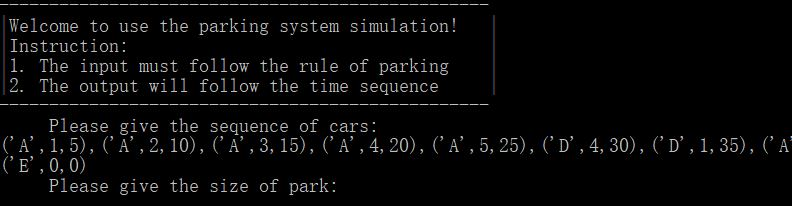 Welcome to use the parking system simulation!
Instruction:
1. The input must follow the rule of parking
2. The output will follow the time sequence
Please give the sequence of cars:
('A',1,5),('A',2,10),('A',3,15),('A',4,20),('A',5,25),('D',4,30),('D',1,35),('A'
('E',0,0)
Please give the size of park: